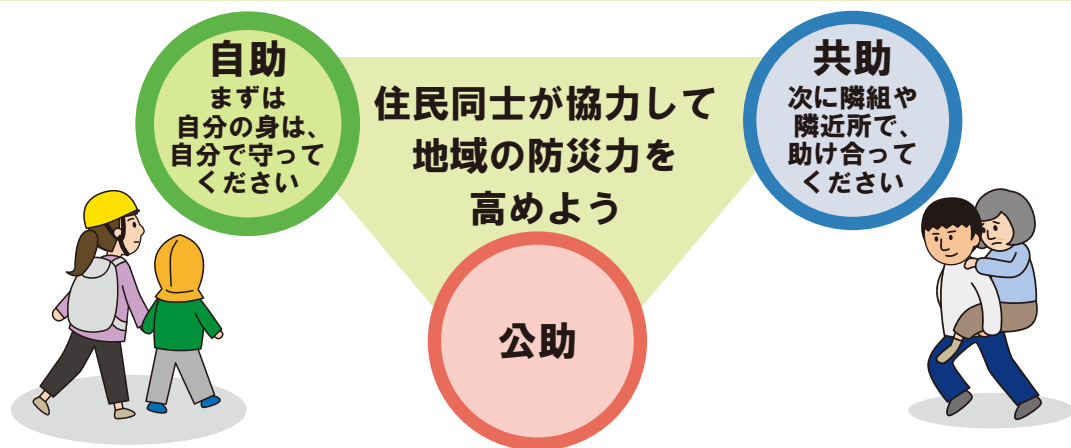 自助
まずは
自分の身は、
自分で守って
ください
住民同士が協力して
地域の防災力を
高めよう
共助
次に隣組や
隣近所で、
助け合って
ください
公助